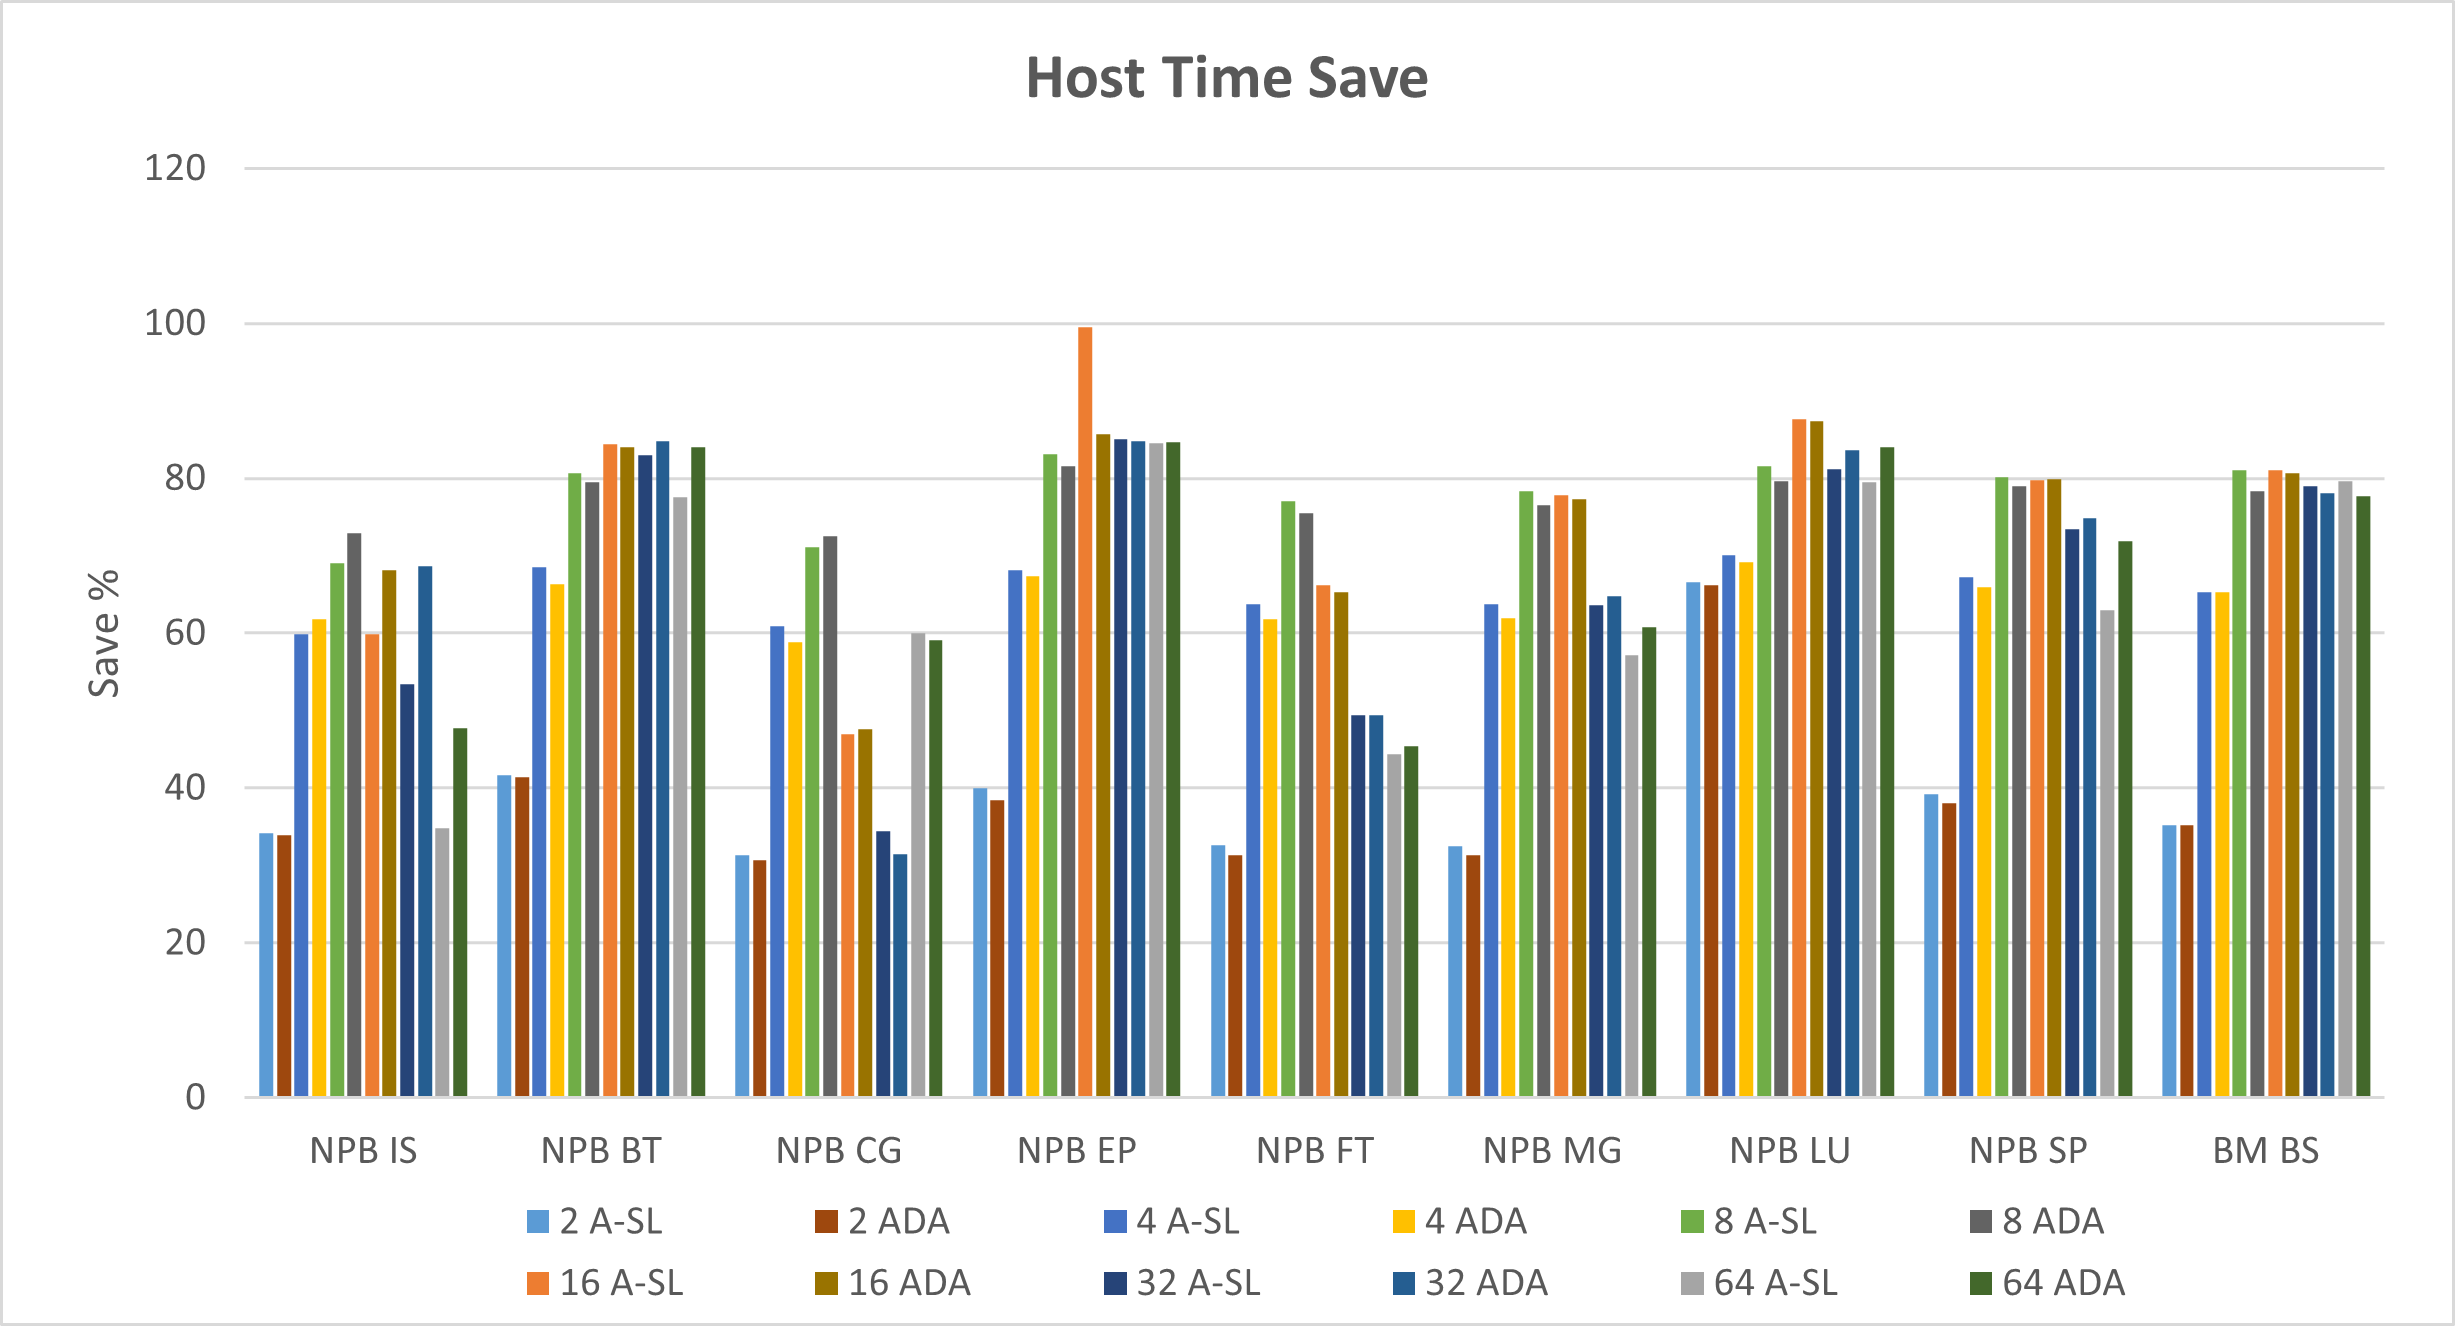 Host Time Save
120
100
80
60
40
20
0
Save %
NPB IS NPB BT NPB CG NPB EP NPB FT NPB MG NPB LU NPB SP BM BS
2 A-SL 2 ADA 4 A-SL 4 ADA 8 A-SL 8 ADA
16 A-SL 16 ADA 32 A-SL 32 ADA 64 A-SL 64 ADA